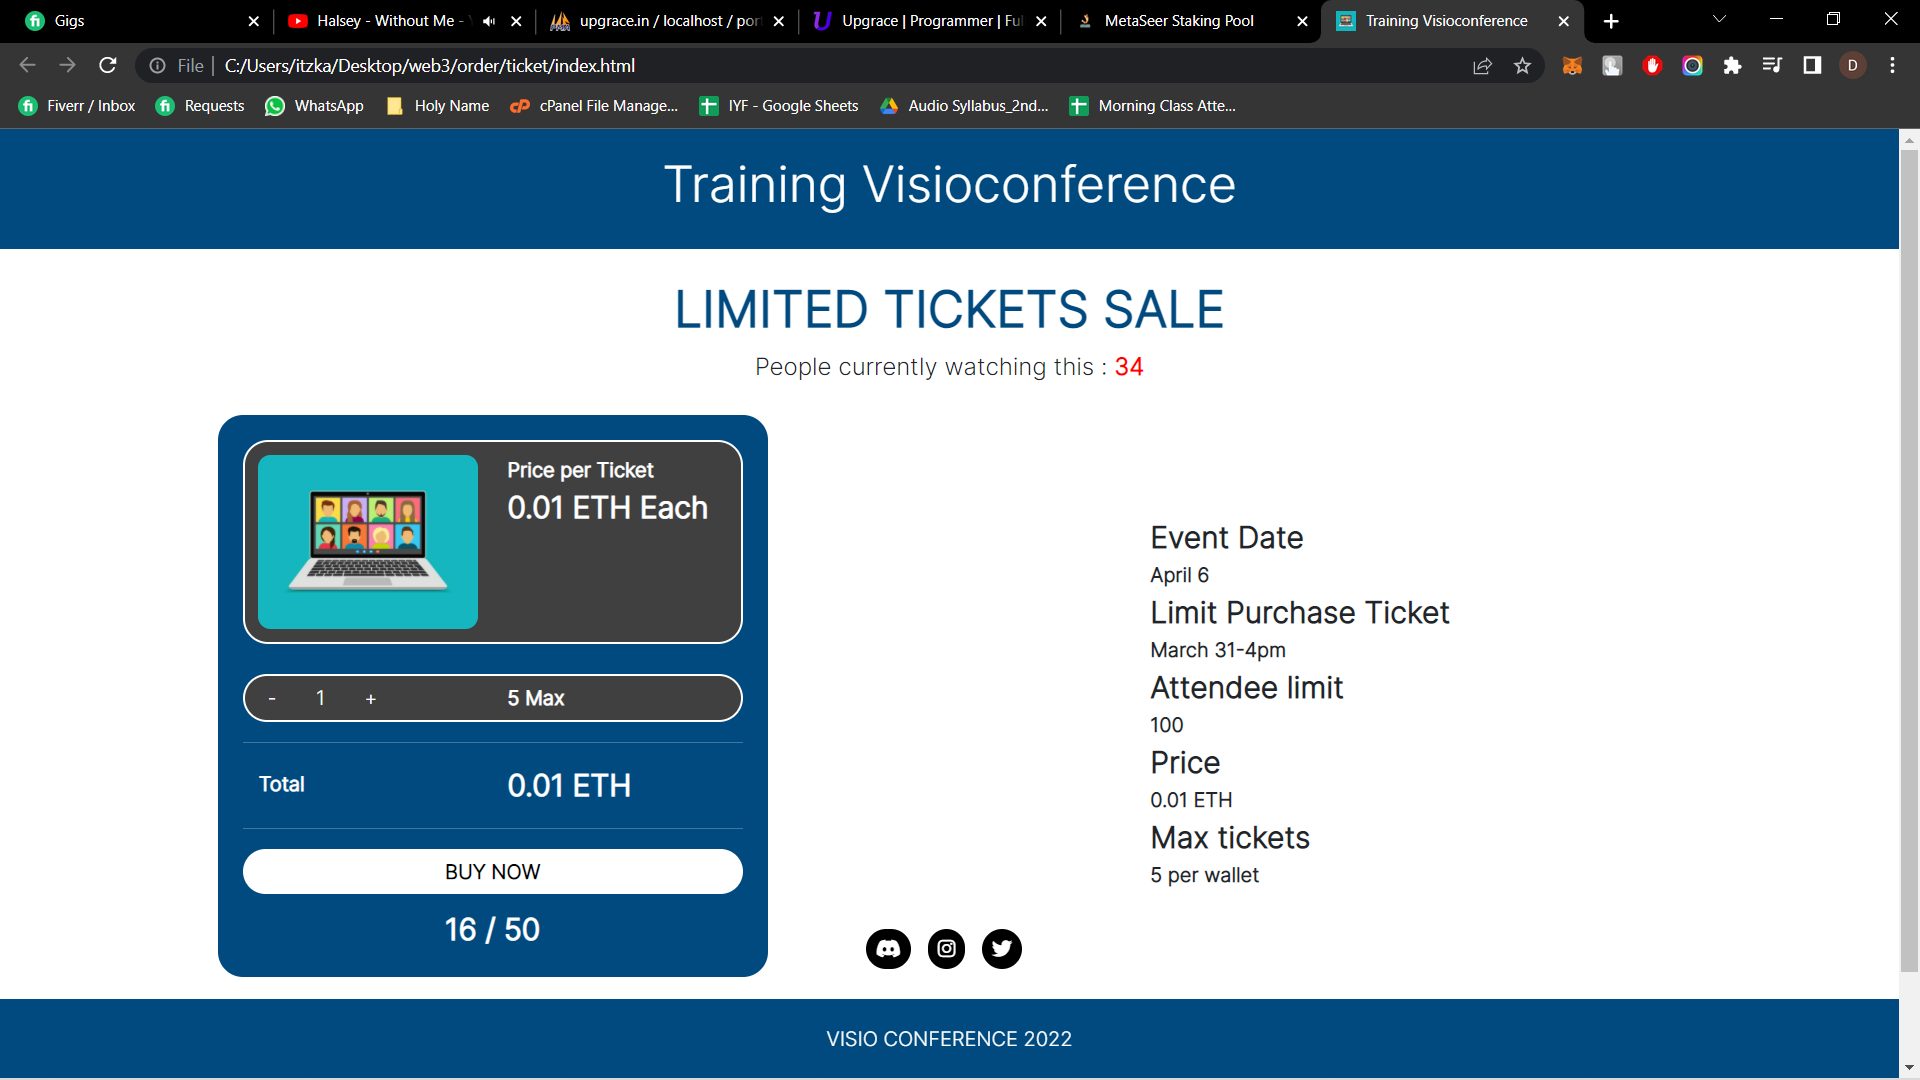 Gigs
Halsey - Without Me -
upgrace.in / localhost / por
Upgrace | Programmer | Ful
MetaSeer Staking Pool
Training Visioconference
File
C:/Users/itzka/Desktop/web3/order/ticket/index.html
D
Fiverr / Inbox
Requests
WhatsApp
Holy Name
cPanel File Manage...
IYF - Google Sheets
Audio Syllabus_2nd...
Morning Class Atte...
Training Visioconference
LIMITED TICKETS SALE
People currently watching this : 34
Price per Ticket
0.01 ETH Each
- 1 + 5 Max
Total 0.01 ETH
BUY NOW
16 / 50
Event Date
April 6
Limit Purchase Ticket
March 31-4pm
Attendee limit
100
Price
0.01 ETH
Max tickets
5 per wallet
VISIO CONFERENCE 2022